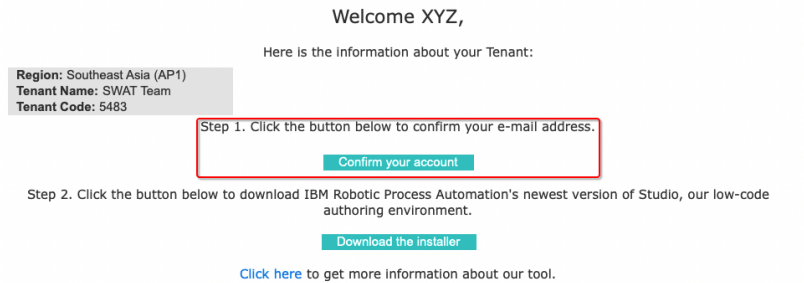 Welcome XYZ,
Here is the information about your Tenant:
Region: Southeast Asia (AP1)
Tenant Name: SWAT Team
Tenant Code: 5483
Step 1. Click the button below to confirm your e-mail address.
Confirm your account
Step 2. Click the button below to download IBM Robotic Process Automation's newest version of Studio, our low-code
authoring environment.
Download the installer
Click here to get more information about our tool.